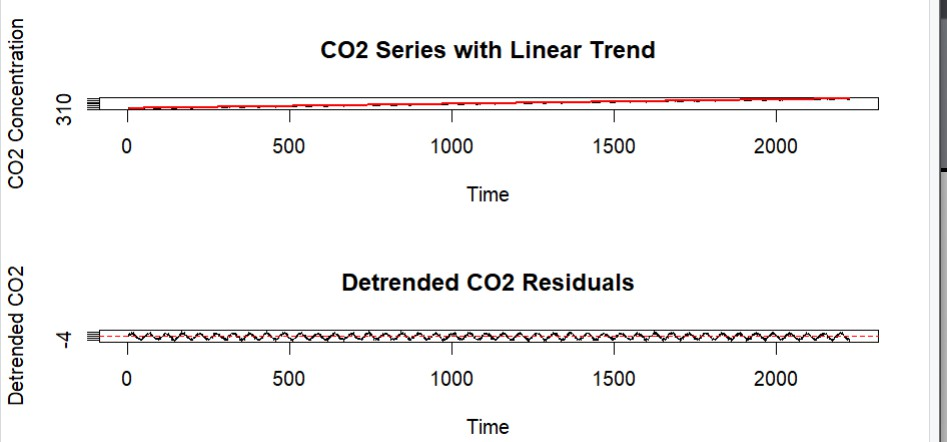 CO2 Series with Linear Trend
CO2 Concentration
310
0 500 1000 1500 2000
Time
Detrended CO2 Residuals
Detrended CO2
-4
0 500 1000 1500 2000
Time